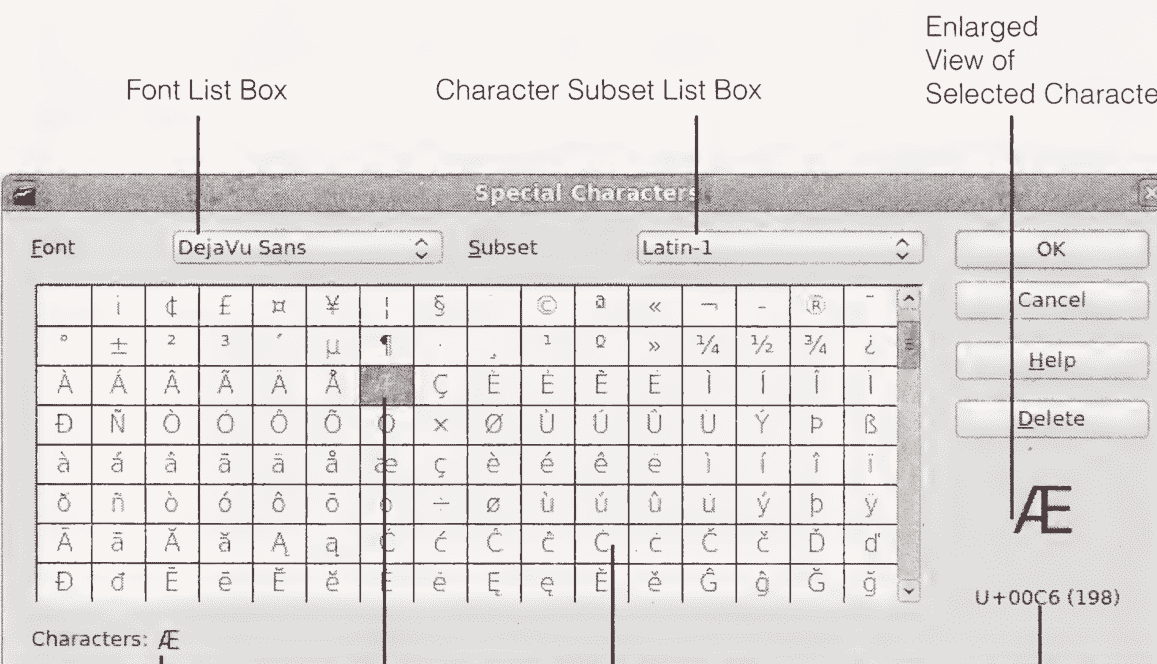 Enlarged
View of
Selected Characte
Font List Box
Character Subset List Box
Special Characters
Font DejaVu Sans Subset Latin-1 OK
¡ ¢ £ ¤ ¥ ¦ § ¨ © ª « ¬ - ® ¯
Cancel
° ± ² ³ ´ µ ¶ · ¸ ¹ º » ¼ ½ ¾ ¿
Help
À Á Â Ã Ä Å Æ Ç È É Ê Ë Ì Í Î Ï
Ð Ñ Ò Ó Ô Õ Ö × Ø Ù Ú Û Ü Ý Þ ß
Delete
à á â ã ä å æ ç è é ê ë ì í î ï
ð ñ ò ó ô õ ö ÷ ø ù ú û ü ý þ ÿ
Æ
Ā ā Ă ă Ą ą Ć ć Ĉ ĉ Ċ ċ Č č Ď ď
Đ đ Ē ē Ĕ ĕ Ė ė Ę ę Ě ě Ĝ ĝ Ğ ğ
U+00C6 (198)
Characters: Æ